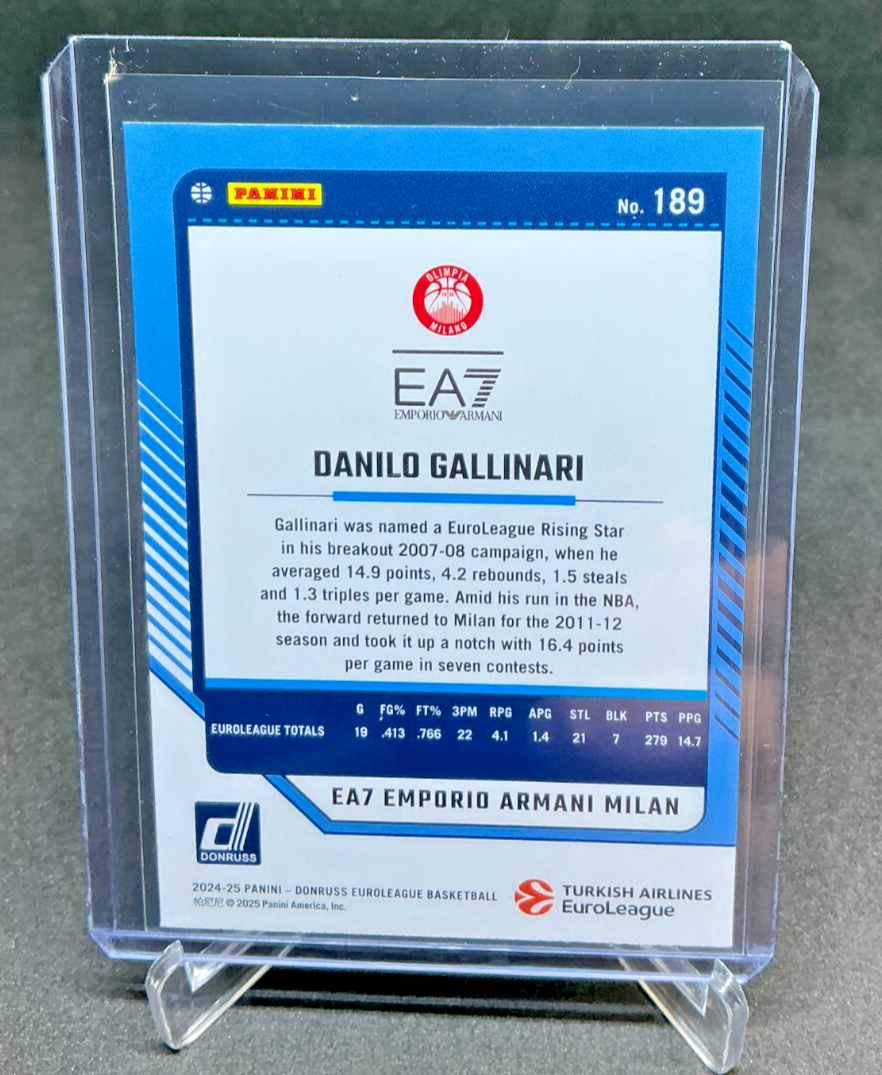 PANINI
No. 189
OLIMPIA
MILANO
EA7
EMPORIO ARMANI
DANILO GALLINARI
Gallinari was named a EuroLeague Rising Star
in his breakout 2007-08 campaign, when he
averaged 14.9 points, 4.2 rebounds, 1.5 steals
and 1.3 triples per game. Amid his run in the NBA,
the forward returned to Milan for the 2011-12
season and took it up a notch with 16.4 points
per game in seven contests.
G FG% FT% 3PM RPG APG STL BLK PTS PPG
EUROLEAGUE TOTALS 19 .413 .766 22 4.1 1.4 21 7 279 14.7
EA7 EMPORIO ARMANI MILAN
d
DONRUSS
2024-25 PANINI – DONRUSS EUROLEAGUE BASKETBALL
帕尼尼 © 2025 Panini America, Inc.
TURKISH AIRLINES
EuroLeague